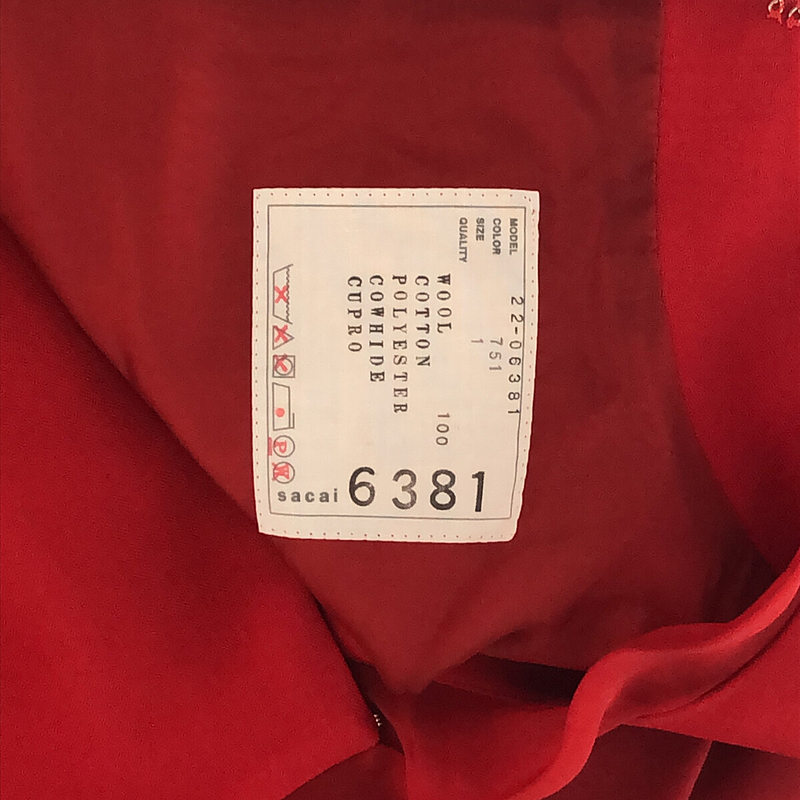 MODEL 22-06381
COLOR 751
SIZE 1
QUALITY
WOOL 100
COTTON
POLYESTER
COWHIDE
CUPRO
P
W
sacai 6381